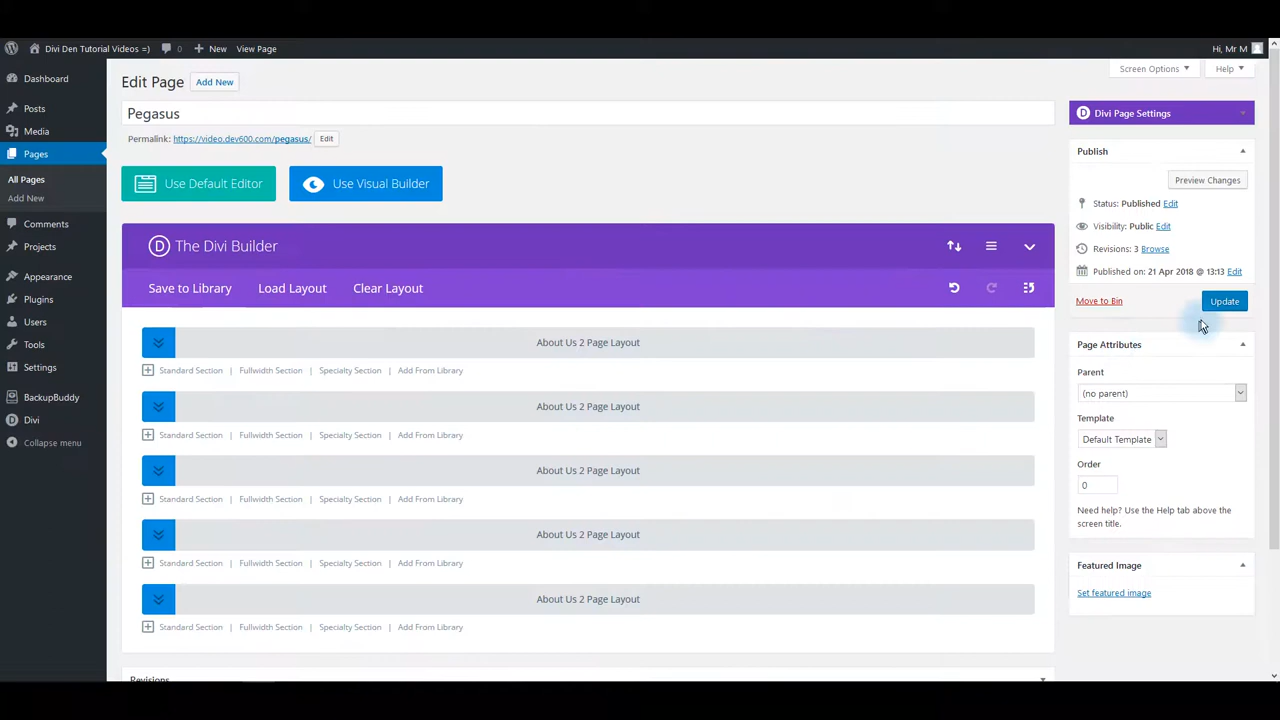 Divi Den Tutorial Videos =) 0 New View Page Hi, Mr M
Screen Options Help
Dashboard
Posts
Media
Pages
All Pages
Add New
Comments
Projects
Appearance
Plugins
Users
Tools
Settings
BackupBuddy
Divi
Collapse menu
Edit Page Add New
Pegasus
Permalink: https://video.dev600.com/pegasus/ Edit
Use Default Editor Use Visual Builder
The Divi Builder
Save to Library Load Layout Clear Layout
About Us 2 Page Layout
Standard Section | Fullwidth Section | Specialty Section | Add From Library
About Us 2 Page Layout
Standard Section | Fullwidth Section | Specialty Section | Add From Library
About Us 2 Page Layout
Standard Section | Fullwidth Section | Specialty Section | Add From Library
About Us 2 Page Layout
Standard Section | Fullwidth Section | Specialty Section | Add From Library
About Us 2 Page Layout
Standard Section | Fullwidth Section | Specialty Section | Add From Library
Revisions
Divi Page Settings
Publish
Preview Changes
Status: Published Edit
Visibility: Public Edit
Revisions: 3 Browse
Published on: 21 Apr 2018 @ 13:13 Edit
Move to Bin Update
Page Attributes
Parent
(no parent)
Template
Default Template
Order
0
Need help? Use the Help tab above the
screen title.
Featured Image
Set featured image